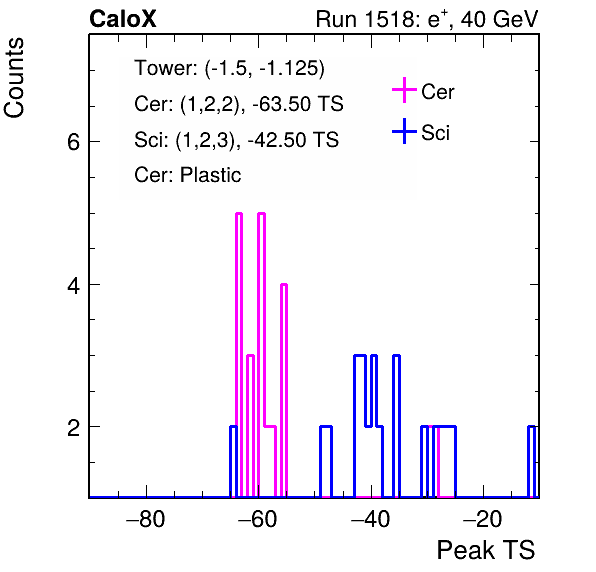 CaloX Run 1518: e⁺, 40 GeV
Counts
Tower: (-1.5, -1.125)
Cer: (1,2,2), -63.50 TS
Sci: (1,2,3), -42.50 TS
Cer: Plastic
Cer
Sci
6
4
2
−80 −60 −40 −20
Peak TS